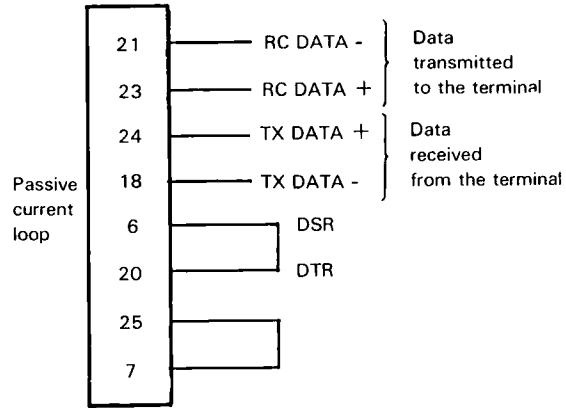 21 RC DATA - Data
transmitted
to the terminal
23 RC DATA +
24 TX DATA + Data
received
from the terminal
18 TX DATA -
Passive
current
loop
6 DSR
20 DTR
25
7